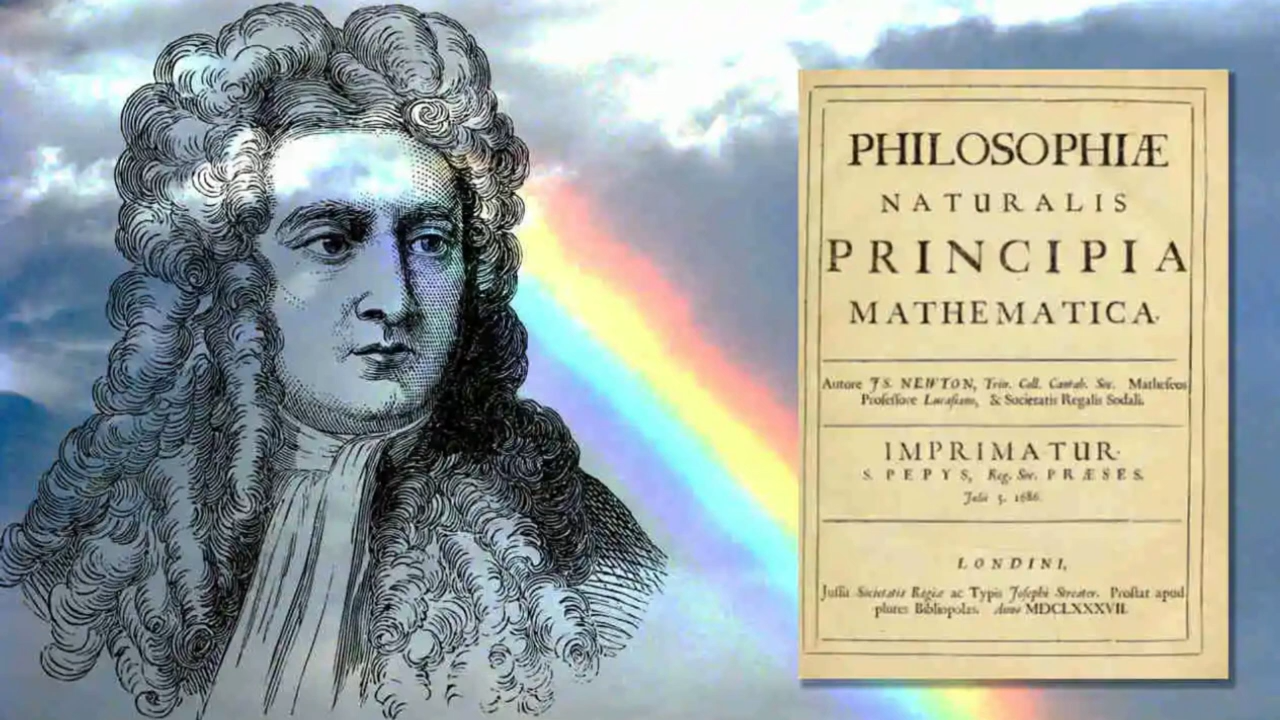 PHILOSOPHIÆ
NATURALIS
PRINCIPIA
MATHEMATICA.
Autore JS. NEWTON, Trin. Coll. Cantab. Soc. Matheſeos
Profeſſore Lucaſiano, & Societatis Regalis Sodali.
IMPRIMATUR·
S. PEPYS, Reg. Soc. PRÆSES.
Julii 5. 1686.
LONDINI,
Juſſu Societatis Regiæ ac Typis Joſephi Streater. Proſtat apud
plures Bibliopolas. Anno MDCLXXXVII.